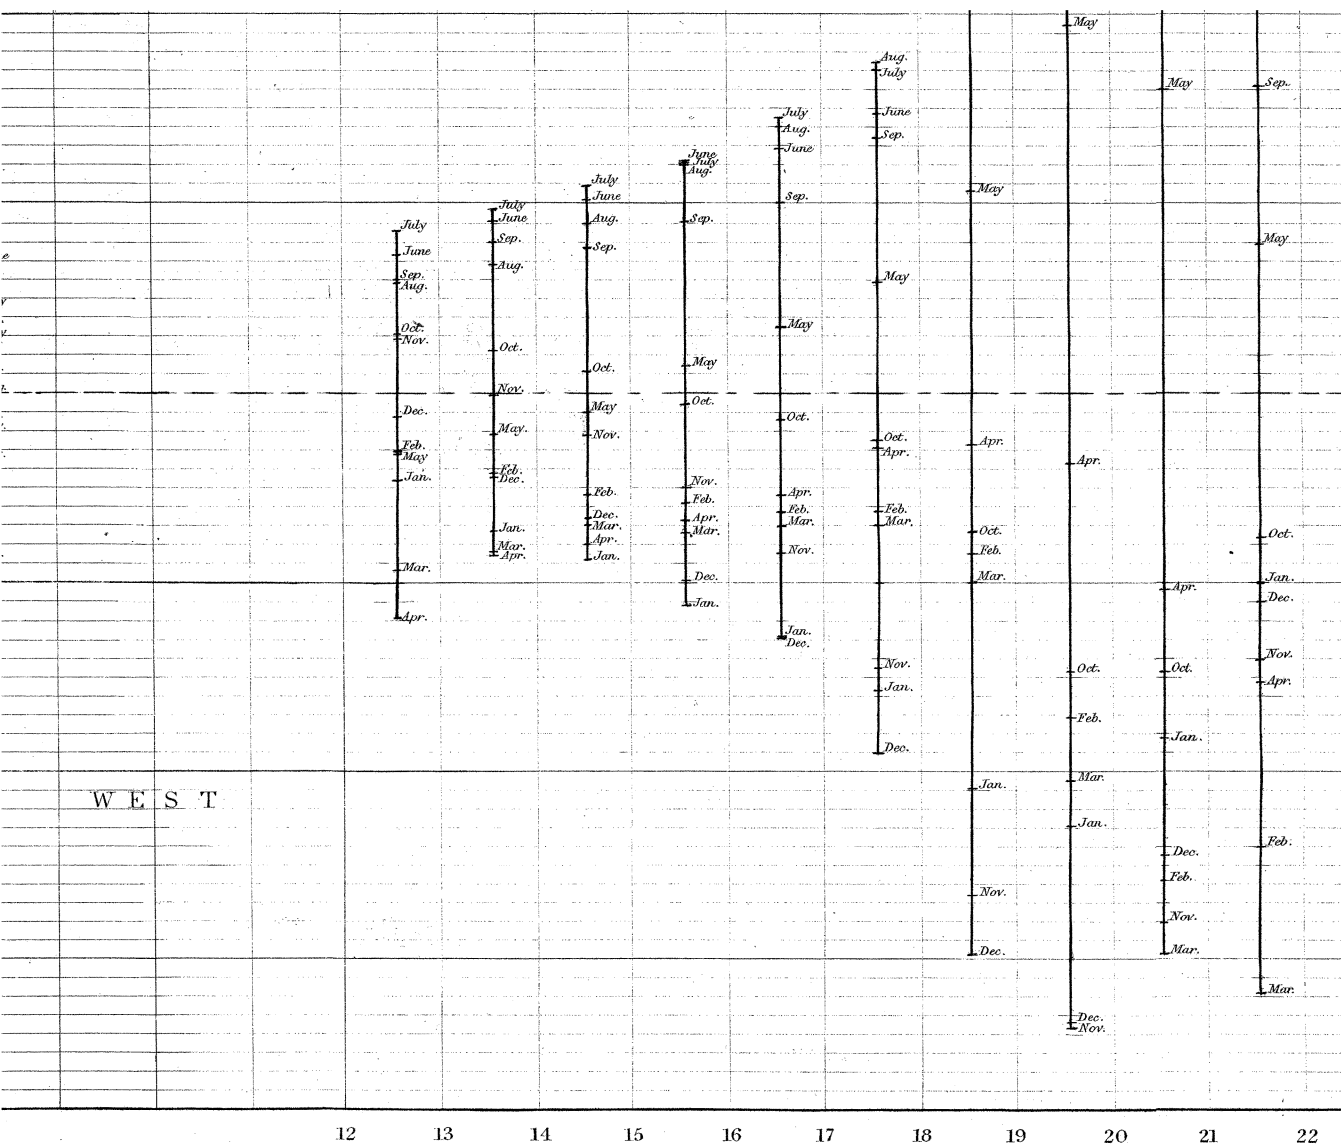 May
Aug.
July
June
Sep.
May
Sep.
July
Aug.
June
Sep.
June
July
Aug.
Sep.
July
June
Aug.
Sep.
July
June
Sep.
Aug.
July
June
Sep.
Aug.
Oct.
Nov.
Dec.
Feb.
May
Jan.
Mar.
Apr.
Oct.
Nov.
May.
Feb.
Dec.
Jan.
Mar.
Apr.
Oct.
May
Nov.
Feb.
Dec.
Mar.
Apr.
Jan.
May
Oct.
Nov.
Feb.
Apr.
Mar.
Dec.
Jan.
May
Oct.
Apr.
Feb.
Mar.
Nov.
Jan.
Dec.
May
Oct.
Apr.
Feb.
Mar.
Nov.
Jan.
Dec.
May
Apr.
Oct.
Feb.
Mar.
Jan.
Nov.
Dec.
Apr.
Oct.
Feb.
Mar.
Jan.
Dec.
Nov.
Apr.
Oct.
Jan.
Dec.
Feb.
Nov.
Mar.
May
Oct.
Jan.
Dec.
Nov.
Apr.
Feb.
Mar.
WEST
12 13 14 15 16 17 18 19 20 21 22